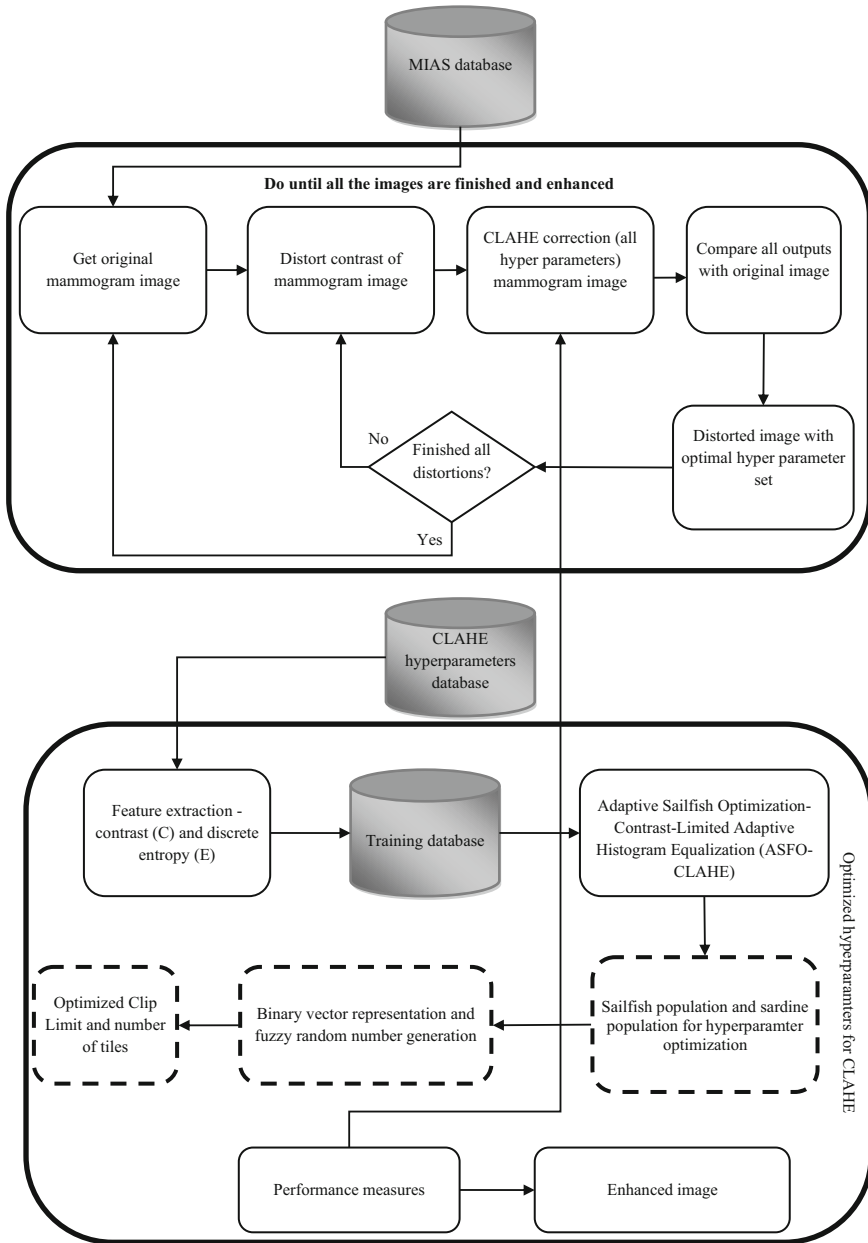 MIAS database
Do until all the images are finished and enhanced
Get original
mammogram image
Distort contrast of
mammogram image
CLAHE correction (all
hyper parameters)
mammogram image
Compare all outputs
with original image
Distorted image with
optimal hyper parameter
set
Finished all
distortions?
No
Yes
CLAHE
hyperparameters
database
Feature extraction -
contrast (C) and discrete
entropy (E)
Training database
Adaptive Sailfish Optimization-
Contrast-Limited Adaptive
Histogram Equalization (ASFO-
CLAHE)
Optimized hyperparamters for CLAHE
Sailfish population and sardine
population for hyperparamter
optimization
Binary vector representation and
fuzzy random number generation
Optimized Clip
Limit and number
of tiles
Performance measures
Enhanced image